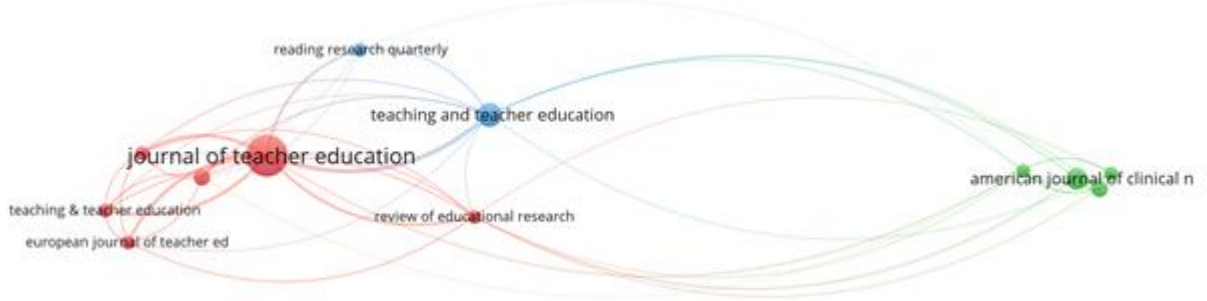 reading research quarterly
teaching and teacher education
journal of teacher education
american journal of clinical n
teaching & teacher education
review of educational research
european journal of teacher ed